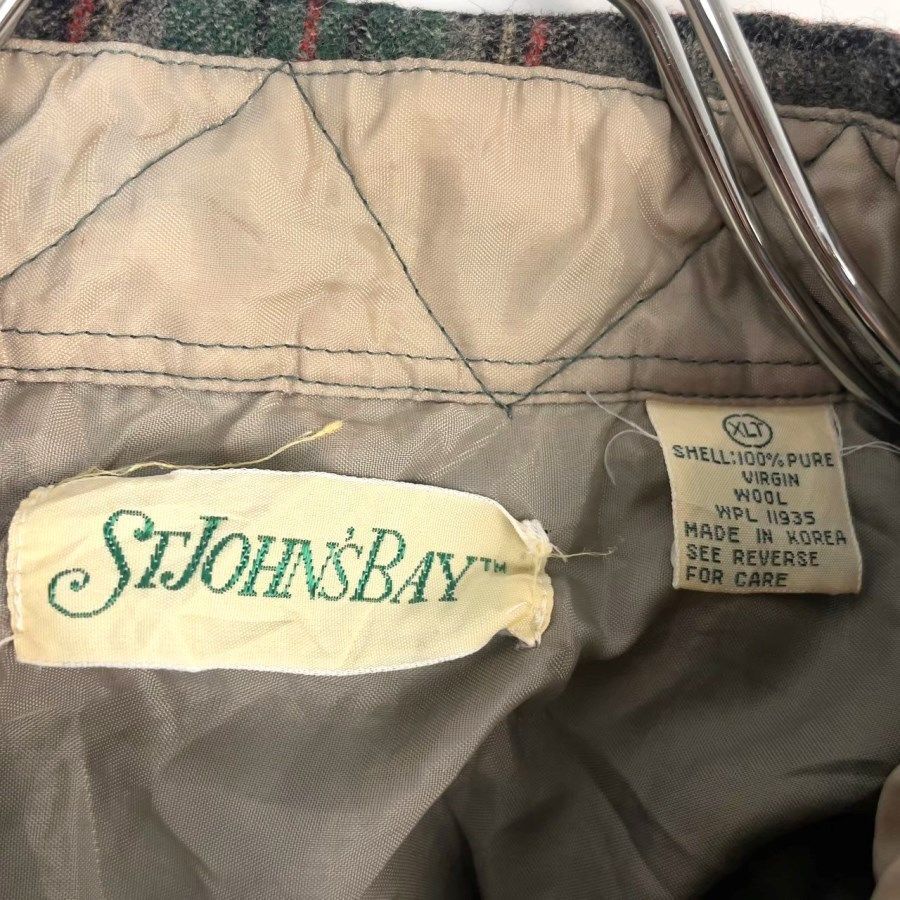 ST. JOHN'S BAY™
XLT
SHELL:100% PURE
VIRGIN
WOOL
WPL 11935
MADE IN KOREA
SEE REVERSE
FOR CARE